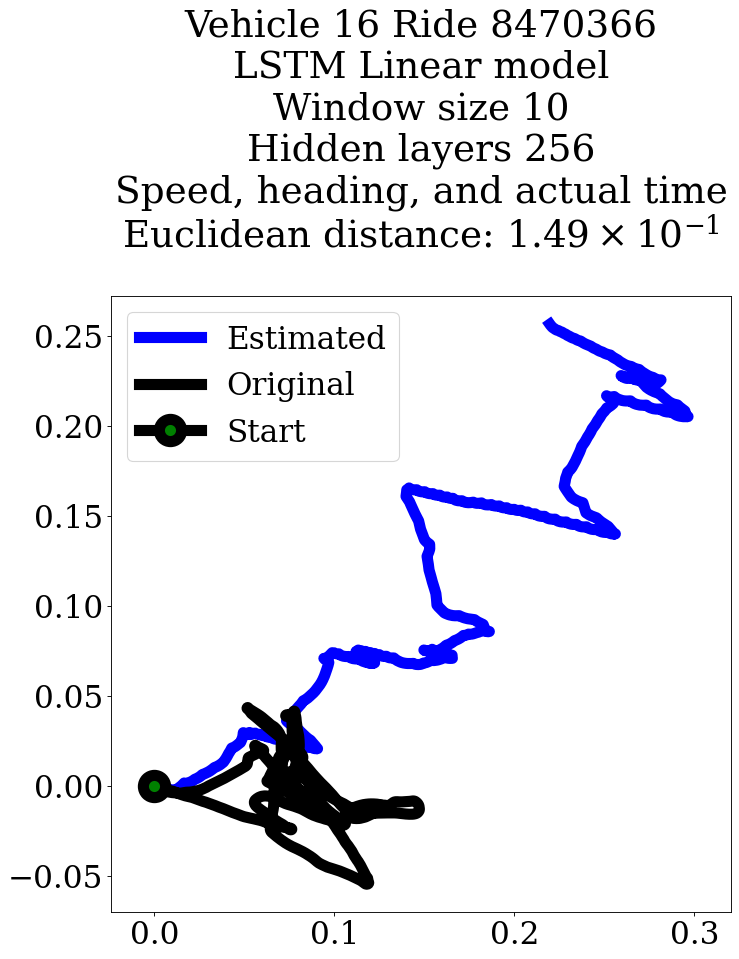 Vehicle 16 Ride 8470366
LSTM Linear model
Window size 10
Hidden layers 256
Speed, heading, and actual time
Euclidean distance: 1.49 × 10⁻¹
Estimated
Original
Start
0.25
0.20
0.15
0.10
0.05
0.00
−0.05
0.0 0.1 0.2 0.3